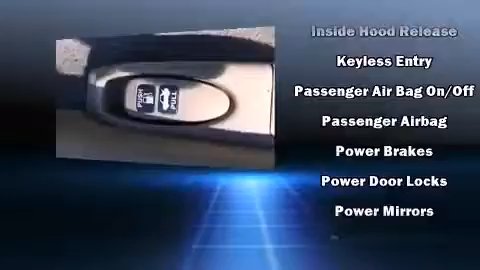 PUSH
PULL
Inside Hood Release
Keyless Entry
Passenger Air Bag On/Off
Passenger Airbag
Power Brakes
Power Door Locks
Power Mirrors